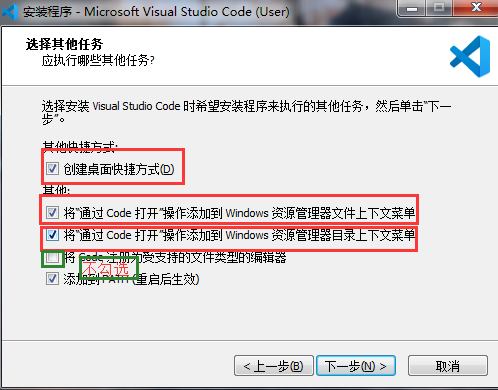 安装程序 - Microsoft Visual Studio Code (User)
选择其他任务
应执行哪些其他任务?
选择安装 Visual Studio Code 时希望安装程序来执行的其他任务，然后单击“下一
步”。
其他快捷方式:
创建桌面快捷方式(D)
其他:
将“通过 Code 打开”操作添加到 Windows 资源管理器文件上下文菜单
将“通过 Code 打开”操作添加到 Windows 资源管理器目录上下文菜单
将 Code 注册为受支持的文件类型的编辑器
不勾选
添加到 PATH (重启后生效)
< 上一步(B)
下一步(N) >
取消